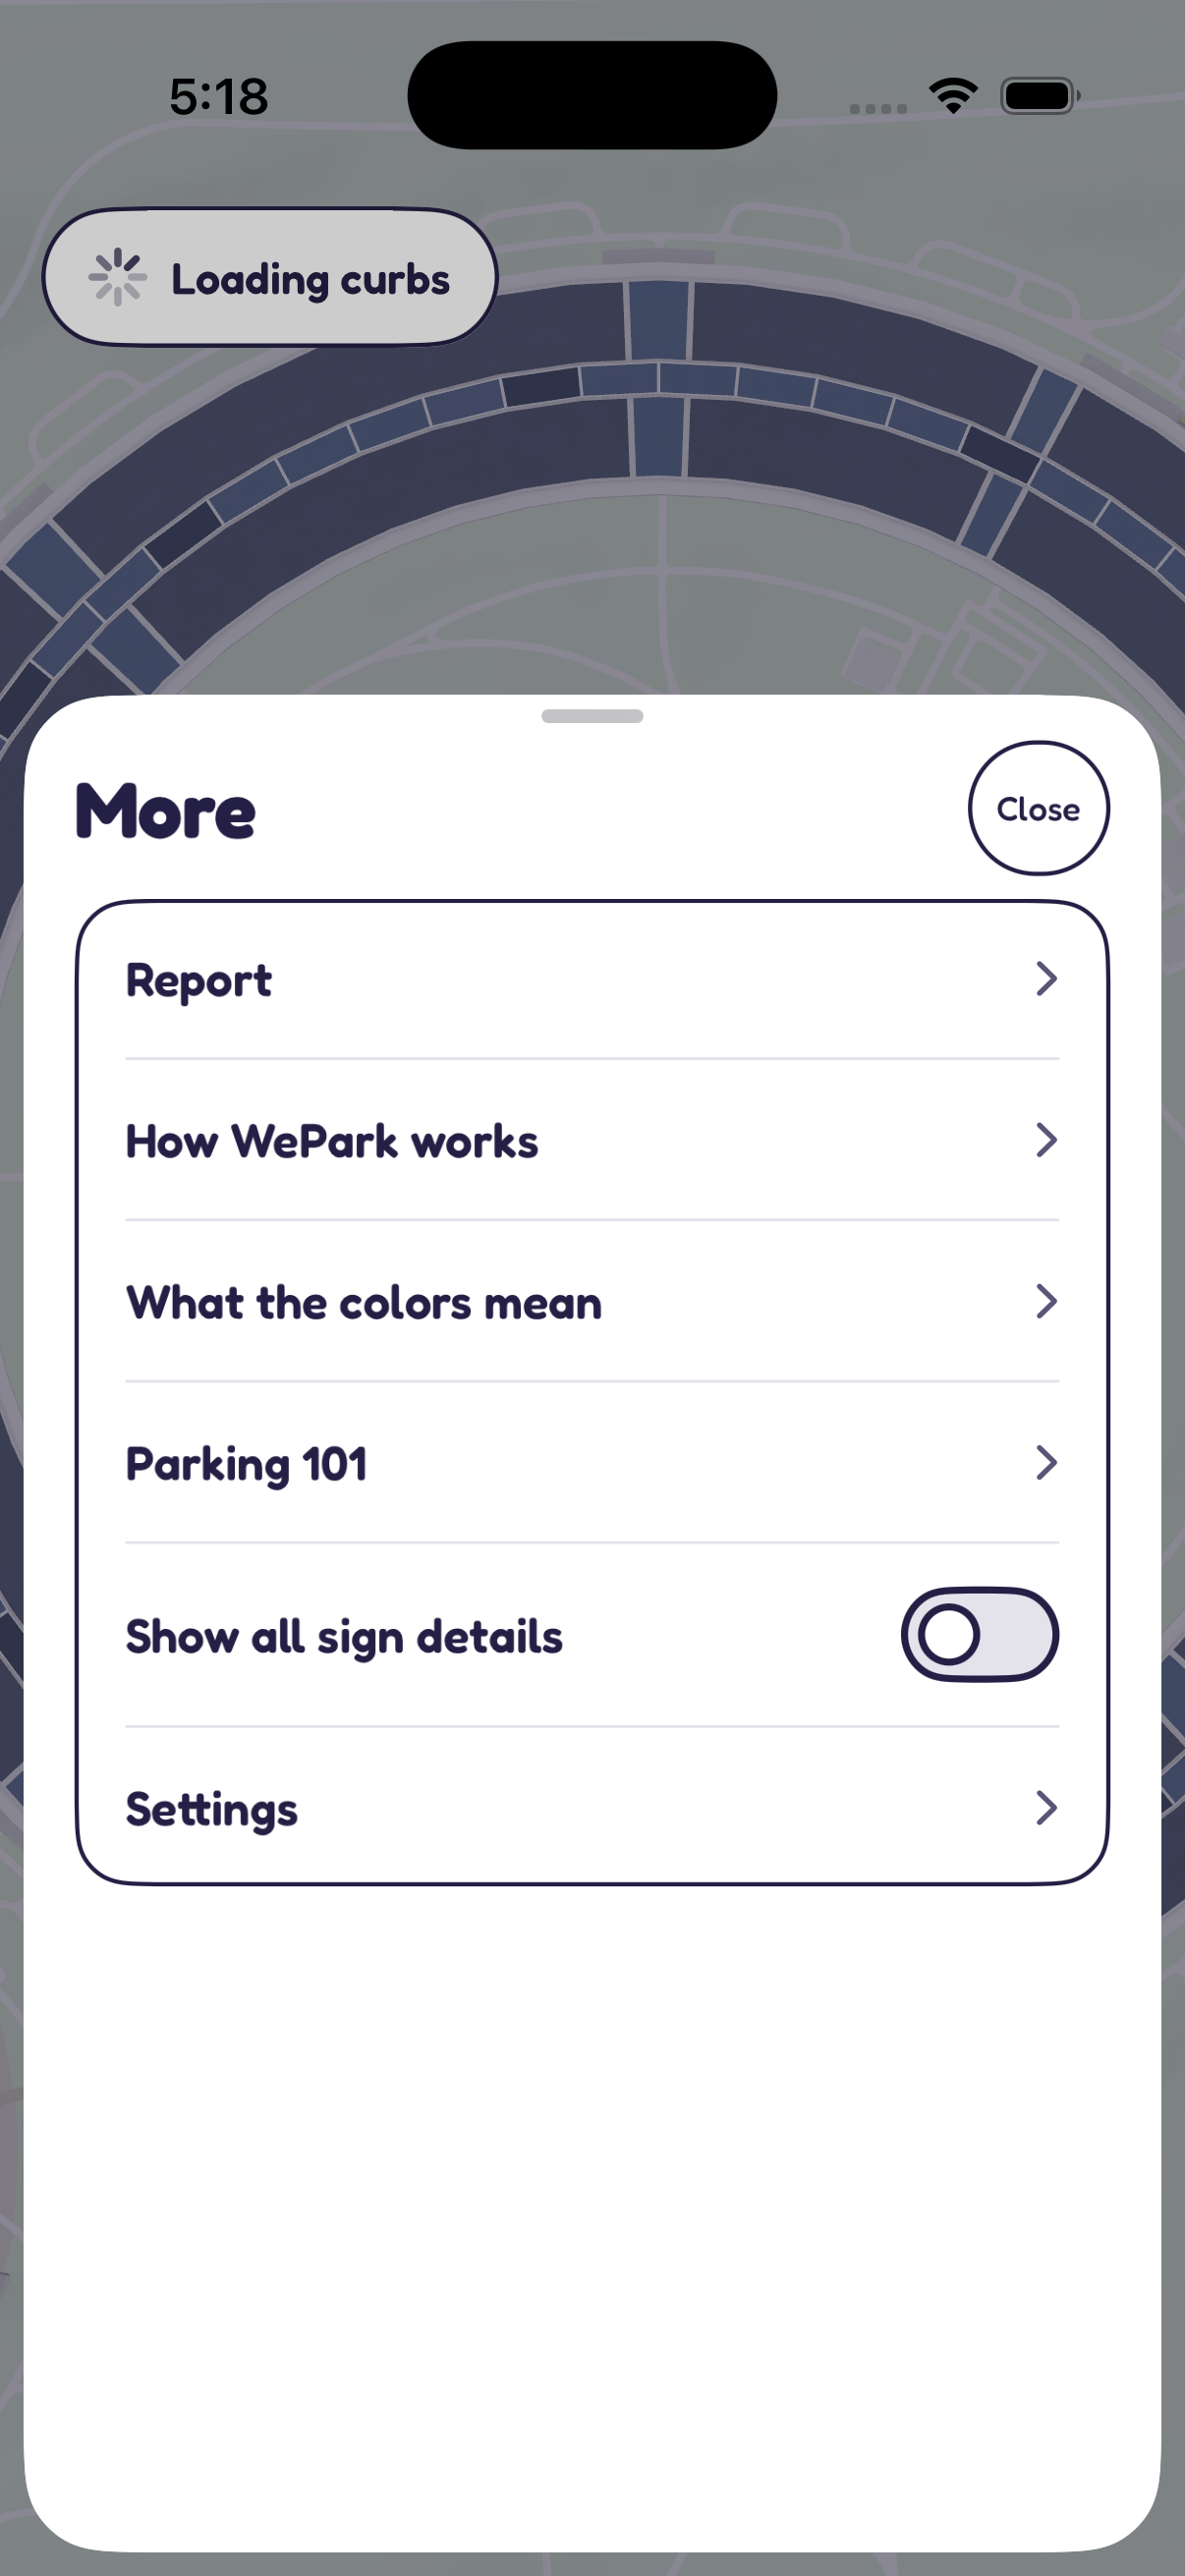 5:18
Loading curbs
More
Close
Report
How WePark works
What the colors mean
Parking 101
Show all sign details
Settings